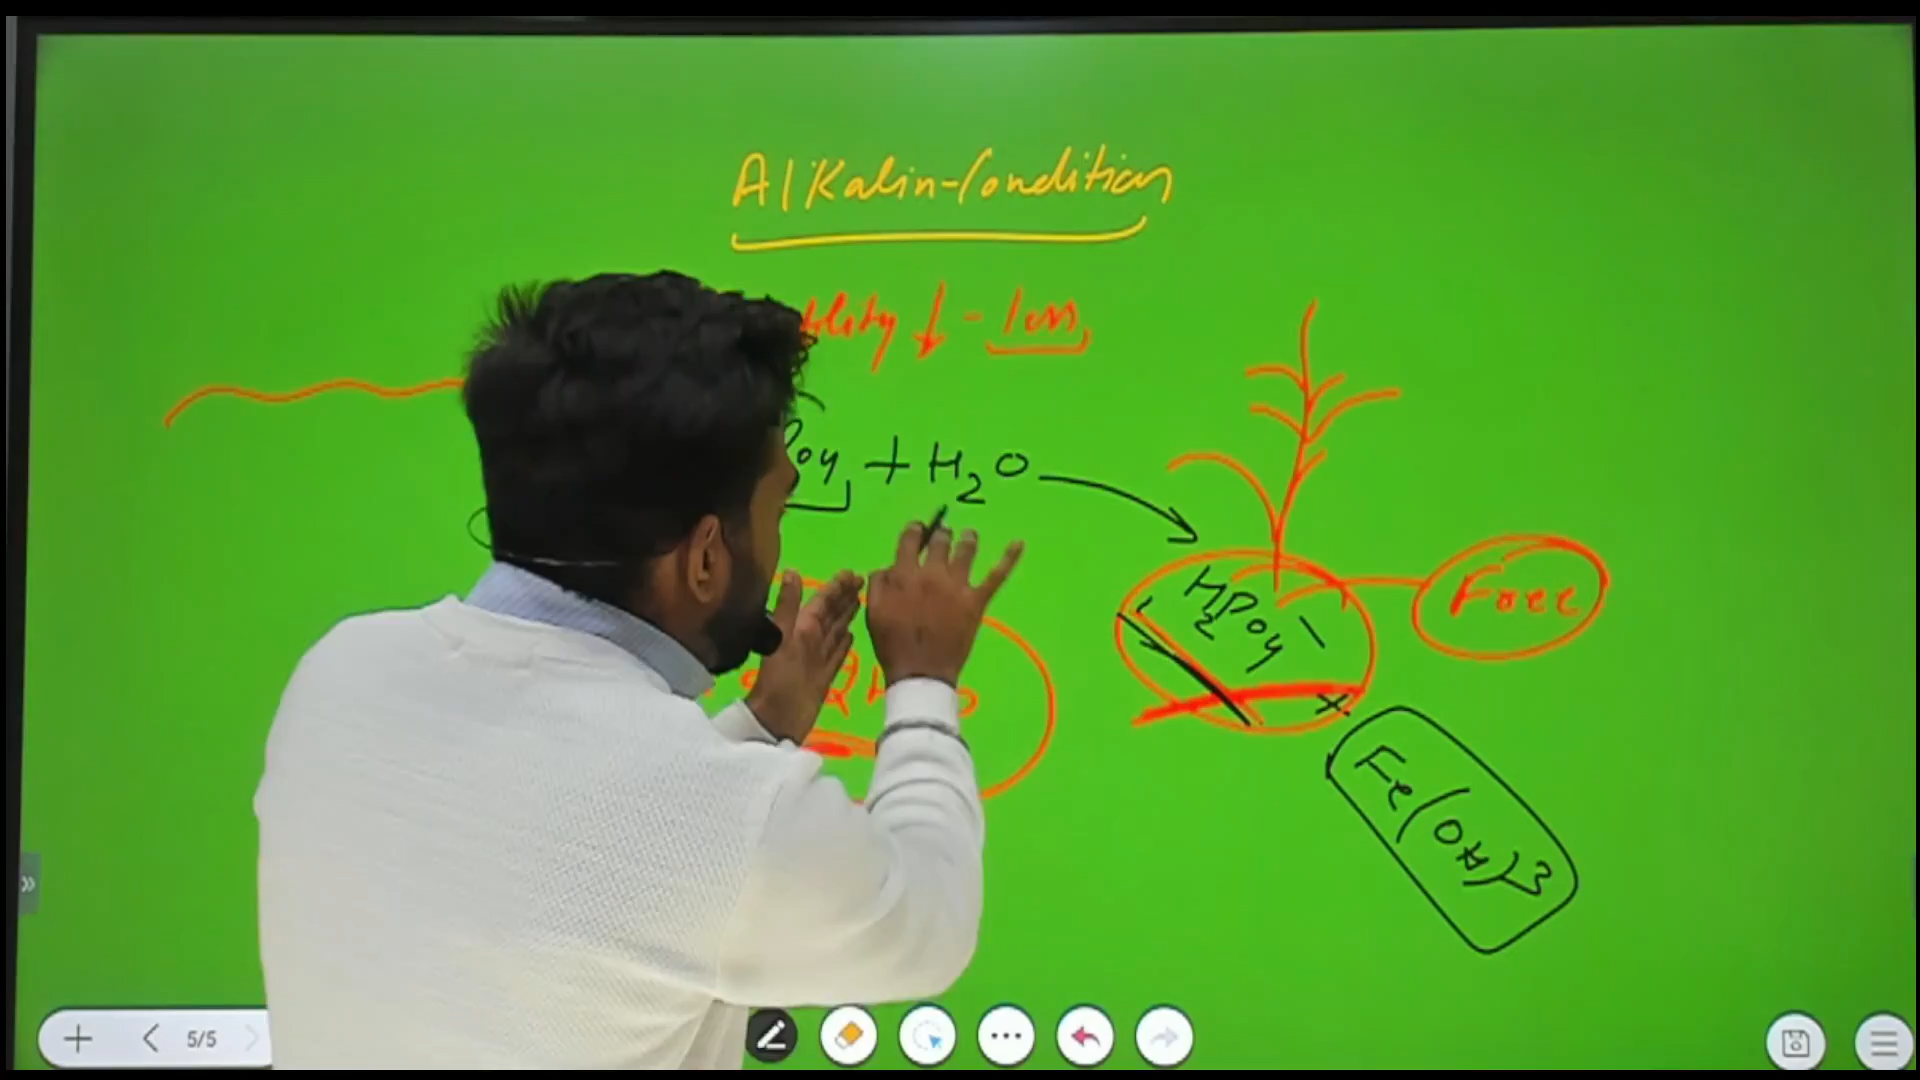 Alkalin-Condition
↓ - loss
+ H2O
H2PO4-
Free
Fe(OH)3
5/5